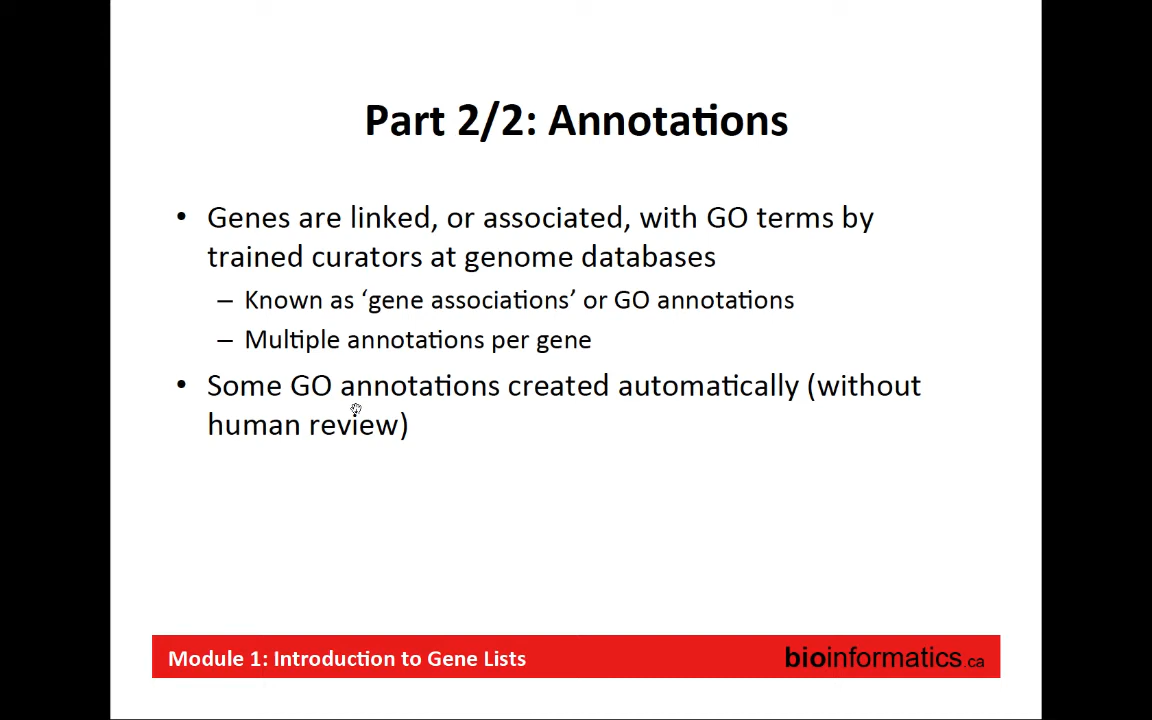 Part 2/2: Annotations
• Genes are linked, or associated, with GO terms by
trained curators at genome databases
– Known as ‘gene associations’ or GO annotations
– Multiple annotations per gene
• Some GO annotations created automatically (without
human review)
Module 1: Introduction to Gene Lists
bioinformatics.ca